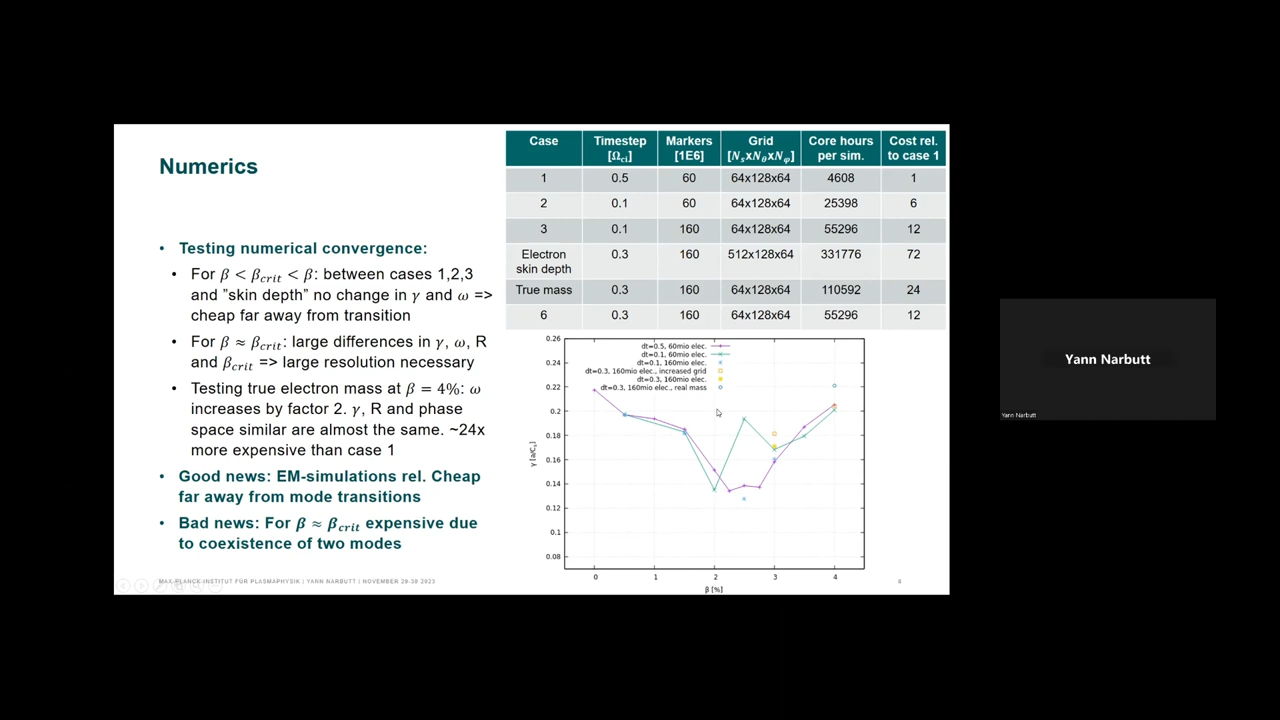 Numerics
• Testing numerical convergence:
• For β < β_crit < β: between cases 1,2,3
and ”skin depth” no change in γ and ω =>
cheap far away from transition
• For β ≈ β_crit: large differences in γ, ω, R
and β_crit => large resolution necessary
• Testing true electron mass at β = 4%: ω
increases by factor 2. γ, R and phase
space similar are almost the same. ~24x
more expensive than case 1
• Good news: EM-simulations rel. Cheap
far away from mode transitions
• Bad news: For β ≈ β_crit expensive due
to coexistence of two modes
Case Timestep [Ω_ci] Markers [1E6] Grid [N_s x N_θ x N_φ] Core hours per sim. Cost rel. to case 1
1 0.5 60 64x128x64 4608 1
2 0.1 60 64x128x64 25398 6
3 0.1 160 64x128x64 55296 12
Electron skin depth 0.3 160 512x128x64 331776 72
True mass 0.3 160 64x128x64 110592 24
6 0.3 160 64x128x64 55296 12
dt=0.5, 60mio elec.
dt=0.1, 60mio elec.
dt=0.1, 160mio elec.
dt=0.3, 160mio elec., increased grid
dt=0.3, 160mio elec.
dt=0.3, 160mio elec., real mass
0.26
0.24
0.22
0.2
0.18
0.16
0.14
0.12
0.1
0.08
γ [a/C_s]
0 1 2 3 4
β [%]
MAX-PLANCK-INSTITUT FÜR PLASMAPHYSIK | YANN NARBUTT | NOVEMBER 29-30 2023
Yann Narbutt
Yann Narbutt